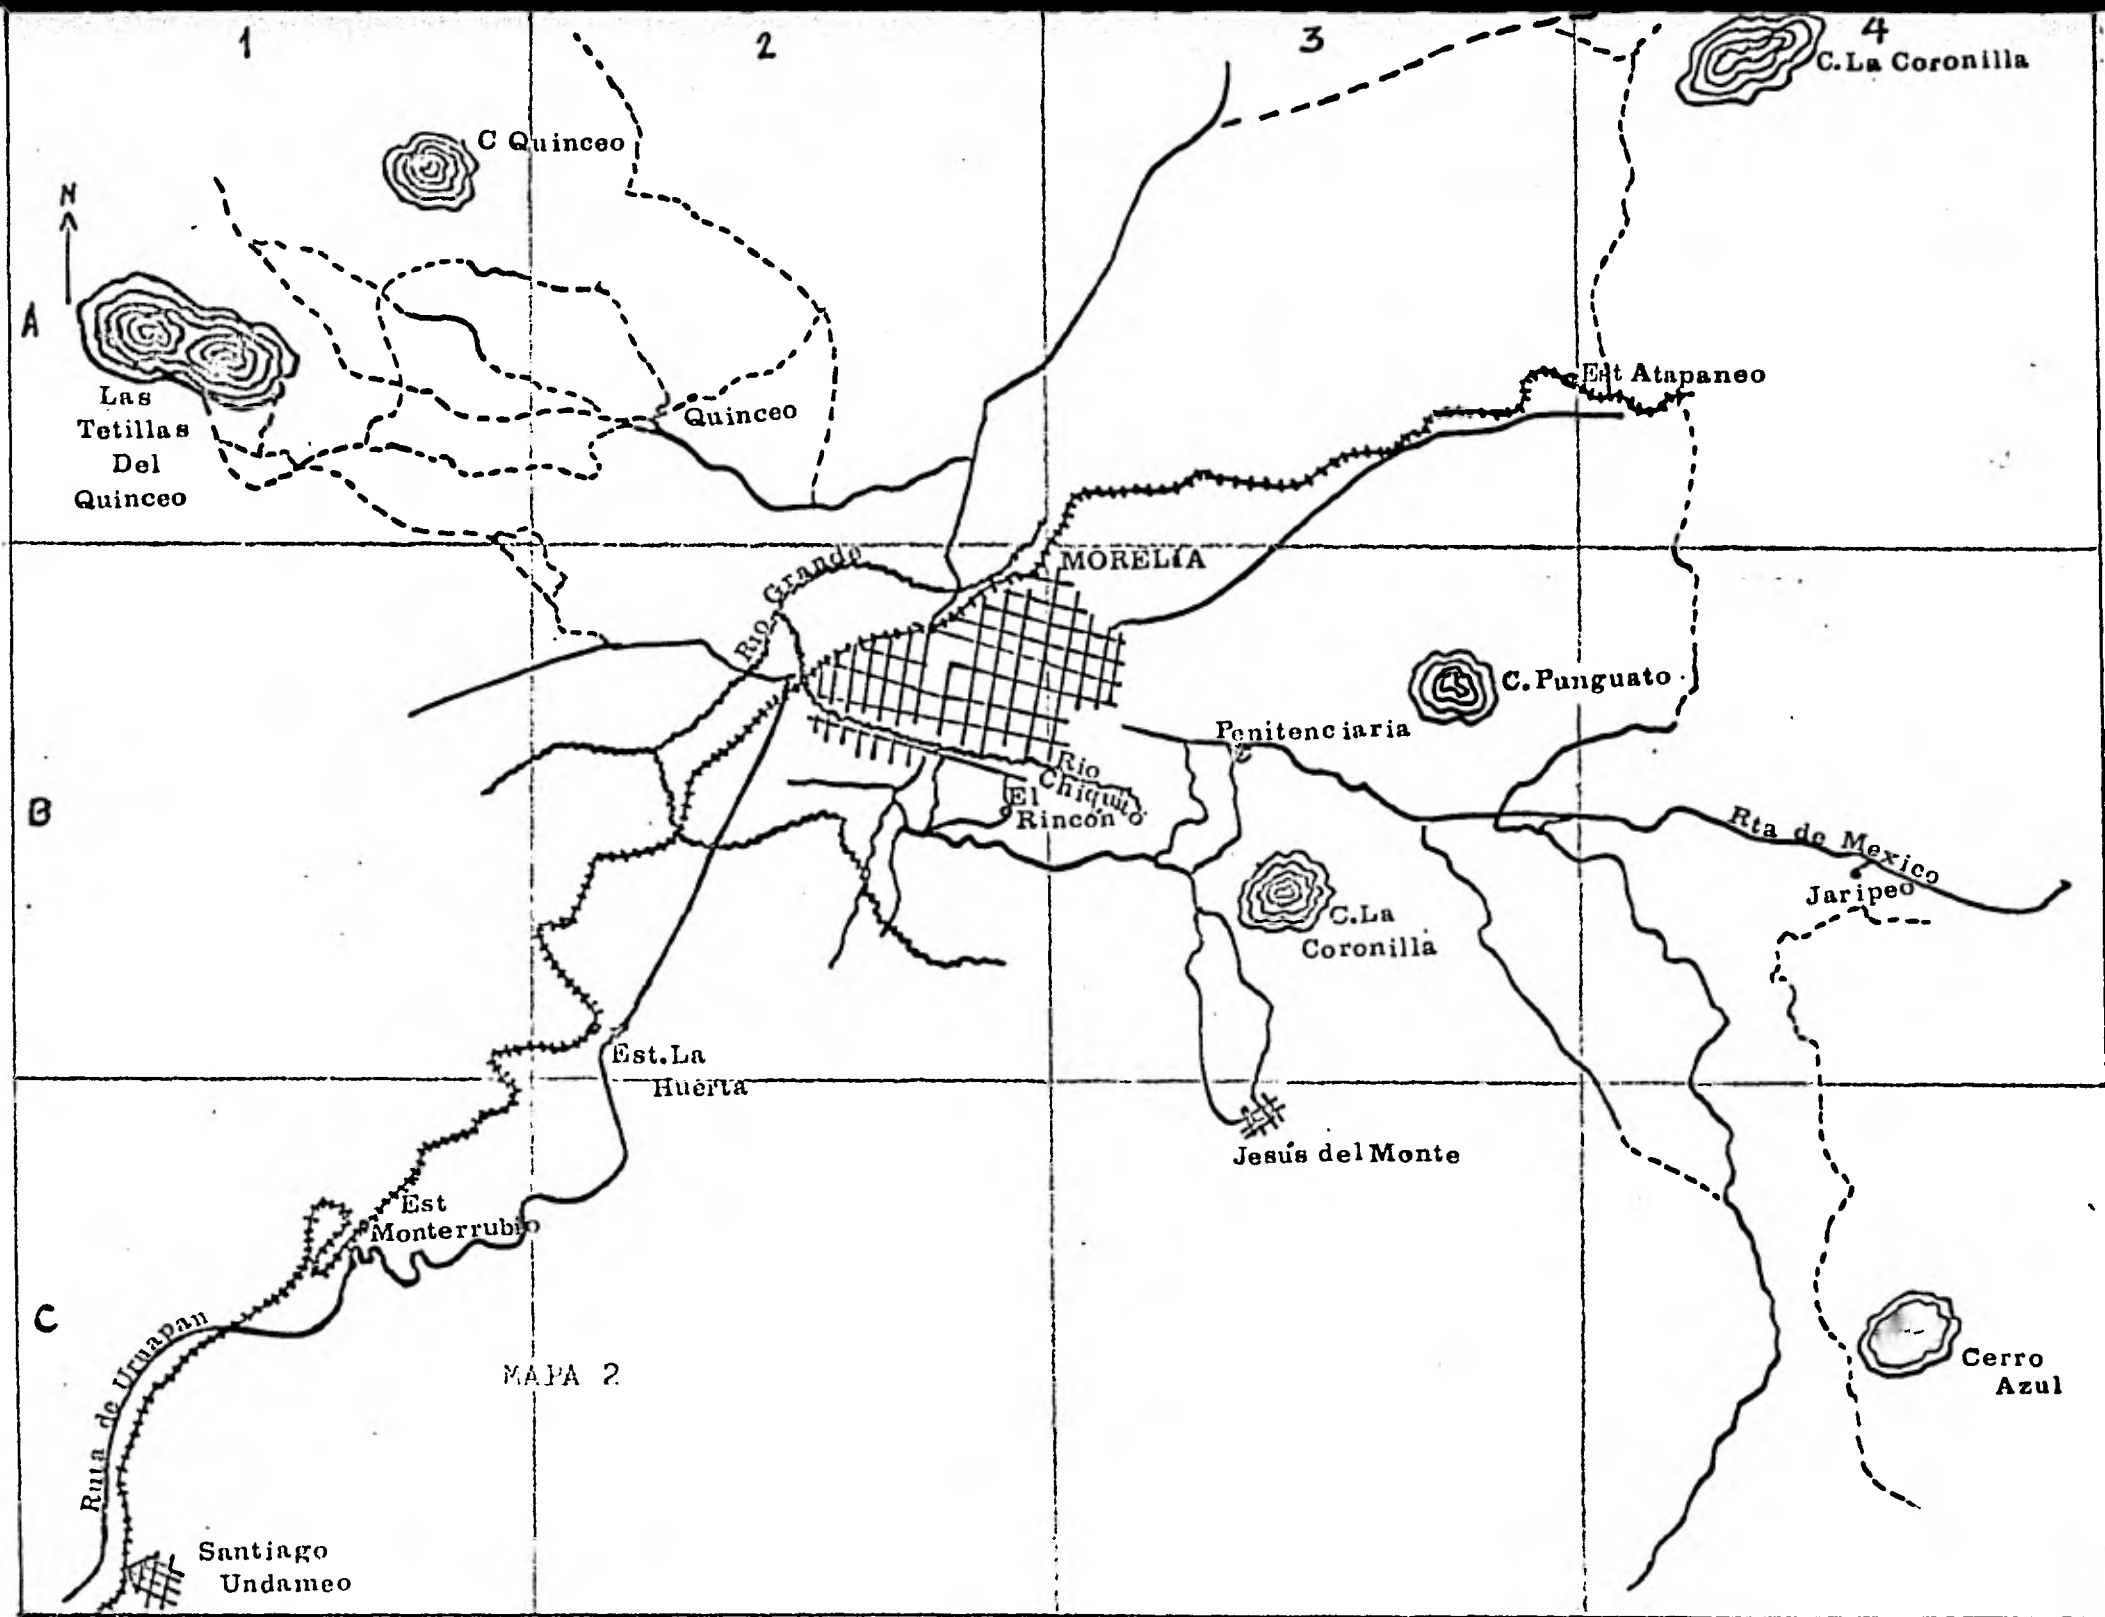 1
2
3
4
C. La Coronilla
C Quinceo
N
A
Las
Tetillas
Del
Quinceo
Quinceo
Est Atapaneo
MORELIA
Rio Grande
C. Punguato
Penitenciaria
Rio
Chiquito
El
Rincón
B
Rta de Mexico
Jaripeo
C. La
Coronilla
Est. La
Huerta
Jesús del Monte
Est
Monterrubio
C
Ruta de Uruapan
MAPA 2
Cerro
Azul
Santiago
Undameo